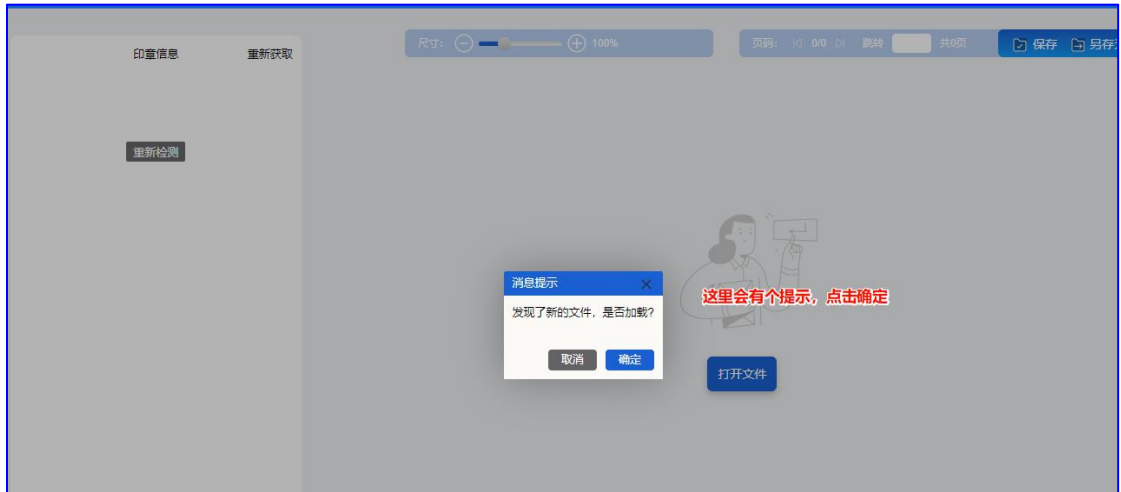 印章信息 重新获取
尺寸: 100%
页码: 0/0 跳转 共0页
保存 另存
重新检测
消息提示
发现了新的文件，是否加载?
取消 确定
这里会有个提示，点击确定
打开文件